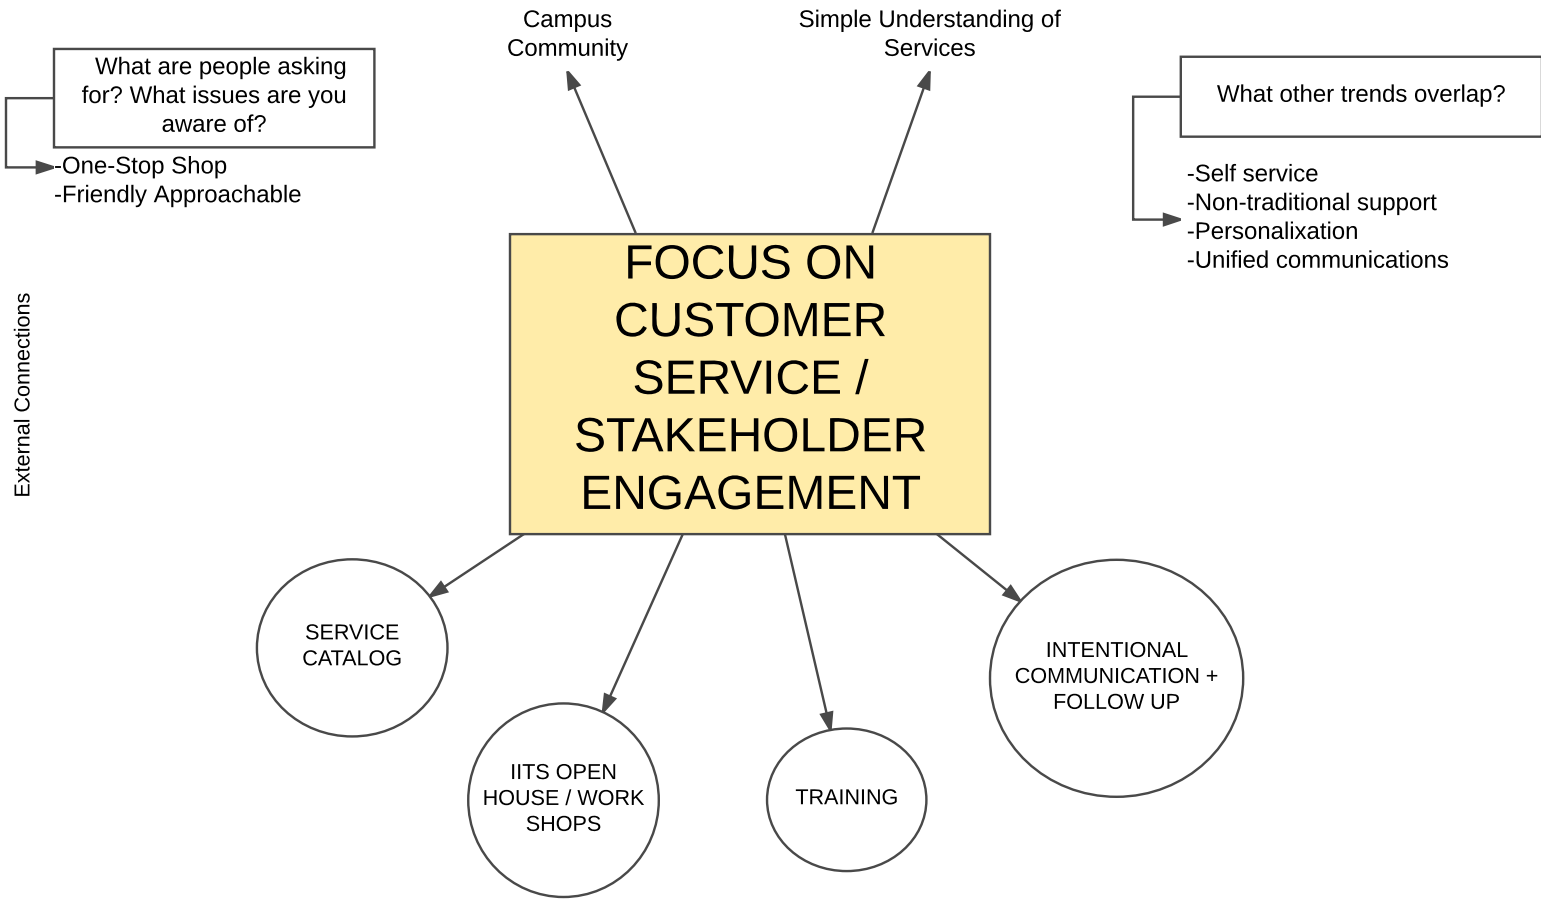 Campus
Community
Simple Understanding of
Services
What are people asking
for? What issues are you
aware of?
-One-Stop Shop
-Friendly Approachable
What other trends overlap?
-Self service
-Non-traditional support
-Personalixation
-Unified communications
External Connections
FOCUS ON
CUSTOMER
SERVICE /
STAKEHOLDER
ENGAGEMENT
SERVICE
CATALOG
IITS OPEN
HOUSE / WORK
SHOPS
TRAINING
INTENTIONAL
COMMUNICATION +
FOLLOW UP